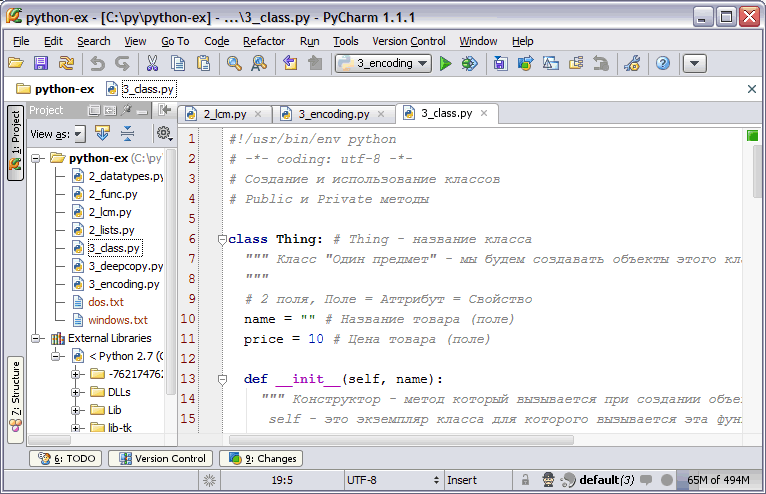 python-ex - [C:\py\python-ex] - ...\3_class.py - PyCharm 1.1.1
File Edit Search View Go To Code Refactor Run Tools Version Control Window Help
3_encoding
python-ex 3_class.py
1: Project
7: Structure
Project
View as:
python-ex (C:\py
2_datatypes.py
2_func.py
2_lcm.py
2_lists.py
3_class.py
3_deepcopy.py
3_encoding.py
dos.txt
windows.txt
External Libraries
< Python 2.7 (C
-762174762
DLLs
Lib
lib-tk
2_lcm.py 3_encoding.py 3_class.py
1 #!/usr/bin/env python
2 # -*- coding: utf-8 -*-
3 # Создание и использование классов
4 # Public и Private методы
5
6 class Thing: # Thing - название класса
7 """ Класс "Один предмет" - мы будем создавать объекты этого кла
8 """
9 # 2 поля, Поле = Аттрибут = Свойство
10 name = "" # Название товара (поле)
11 price = 10 # Цена товара (поле)
12
13 def __init__(self, name):
14 """ Конструктор - метод который вызывается при создании объе
15 self - это экземпляр класса для которого вызывается эта фун
6: TODO Version Control 9: Changes
19:5 UTF-8 Insert default(3) 65M of 494M